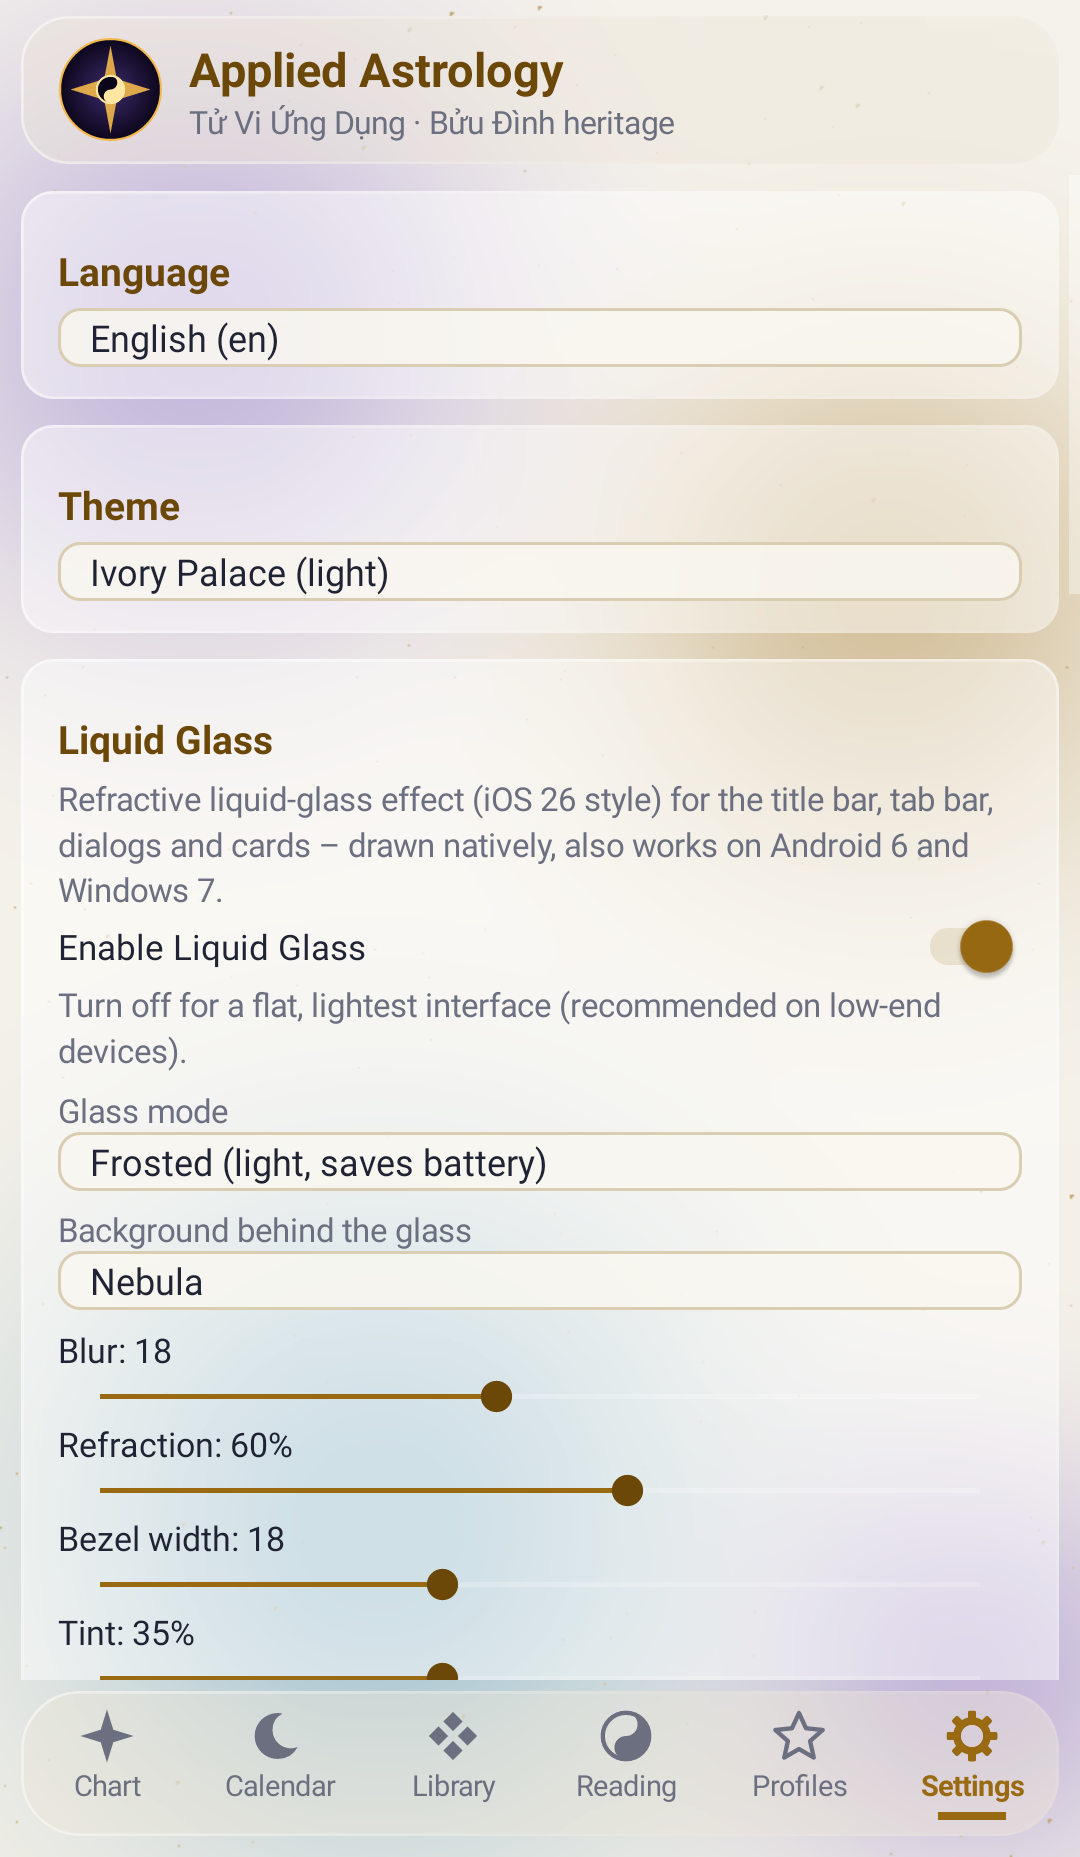 Applied Astrology
Tử Vi Ứng Dụng · Bửu Đình heritage
Language
English (en)
Theme
Ivory Palace (light)
Liquid Glass
Refractive liquid-glass effect (iOS 26 style) for the title bar, tab bar,
dialogs and cards – drawn natively, also works on Android 6 and
Windows 7.
Enable Liquid Glass
Turn off for a flat, lightest interface (recommended on low-end
devices).
Glass mode
Frosted (light, saves battery)
Background behind the glass
Nebula
Blur: 18
Refraction: 60%
Bezel width: 18
Tint: 35%
Chart
Calendar
Library
Reading
Profiles
Settings